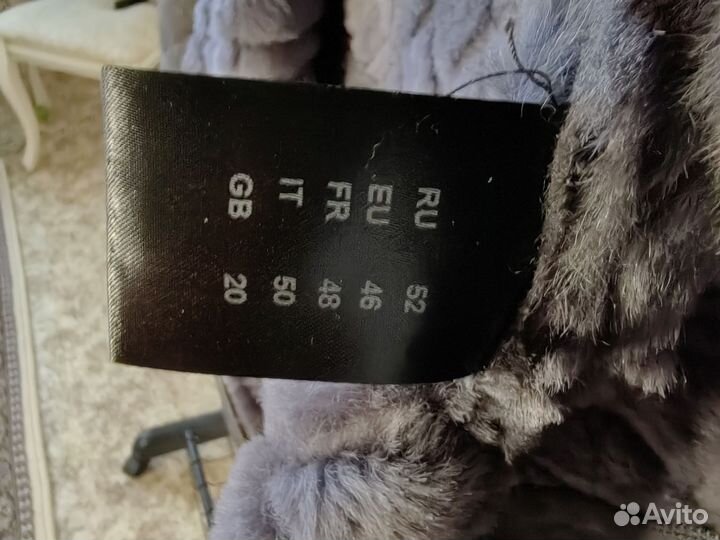 RU 52
EU 46
FR 48
IT 50
GB 20
Avito